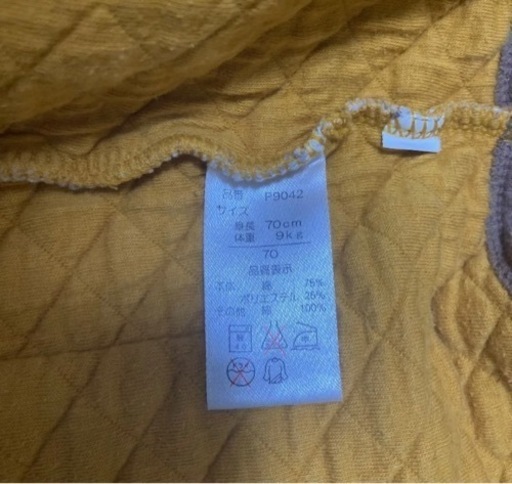 品番 P9042
サイズ
身長 70cm
体重 9kg
70
品質表示
本体 綿 75%
ポリエステル 25%
その他 綿 100%
中